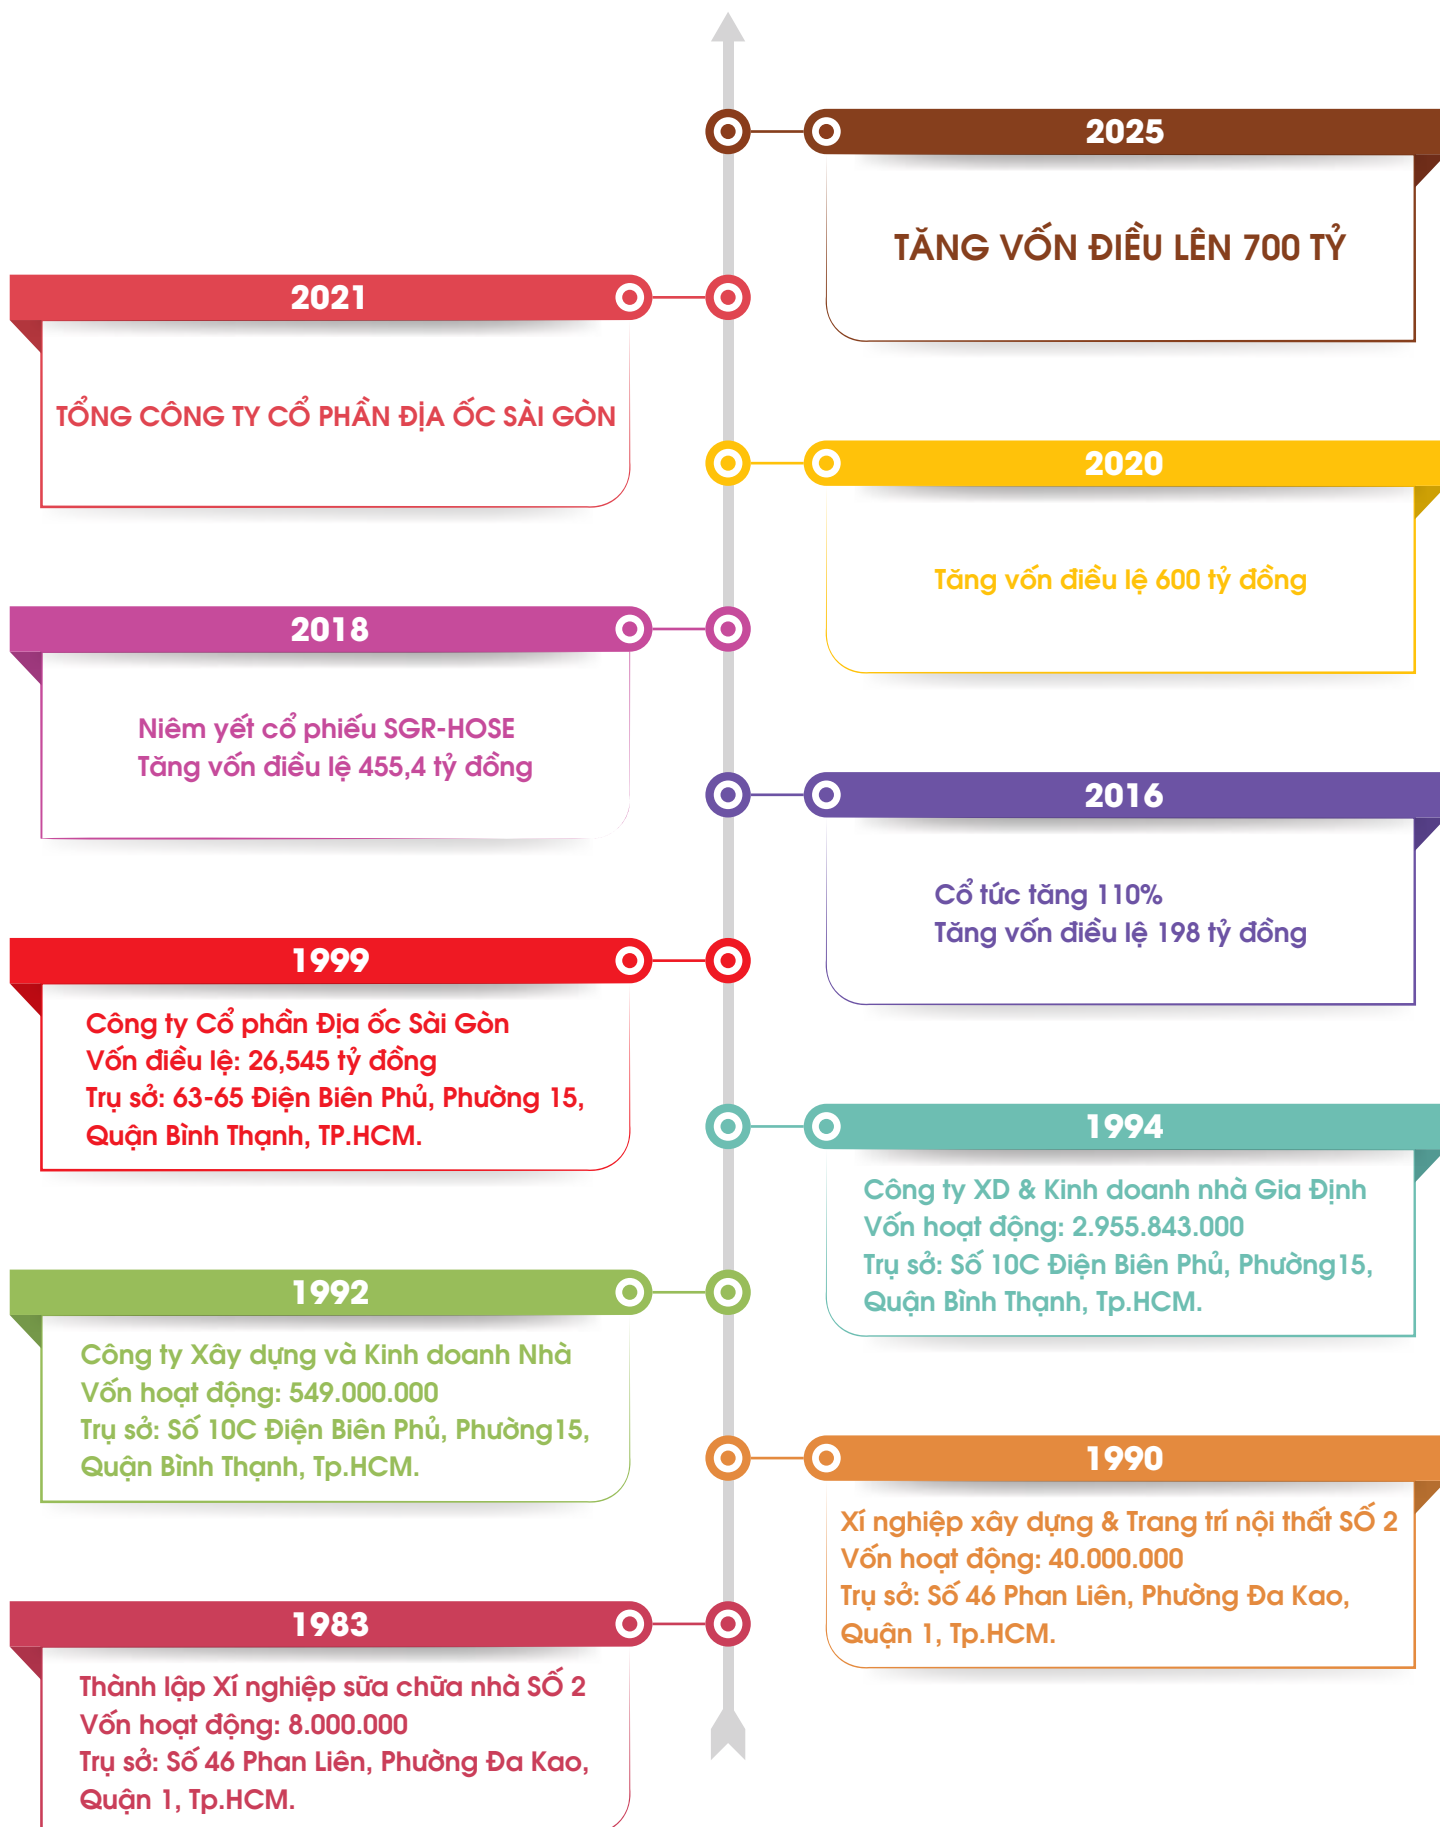 2025
TĂNG VỐN ĐIỀU LÊN 700 TỶ
2021
TỔNG CÔNG TY CỔ PHẦN ĐỊA ỐC SÀI GÒN
2020
Tăng vốn điều lệ 600 tỷ đồng
2018
Niêm yết cổ phiếu SGR-HOSE
Tăng vốn điều lệ 455,4 tỷ đồng
2016
Cổ tức tăng 110%
Tăng vốn điều lệ 198 tỷ đồng
1999
Công ty Cổ phần Địa ốc Sài Gòn
Vốn điều lệ: 26,545 tỷ đồng
Trụ sở: 63-65 Điện Biên Phủ, Phường 15,
Quận Bình Thạnh, TP.HCM.
1994
Công ty XD & Kinh doanh nhà Gia Định
Vốn hoạt động: 2.955.843.000
Trụ sở: Số 10C Điện Biên Phủ, Phường15,
Quận Bình Thạnh, Tp.HCM.
1992
Công ty Xây dựng và Kinh doanh Nhà
Vốn hoạt động: 549.000.000
Trụ sở: Số 10C Điện Biên Phủ, Phường15,
Quận Bình Thạnh, Tp.HCM.
1990
Xí nghiệp xây dựng & Trang trí nội thất SỐ 2
Vốn hoạt động: 40.000.000
Trụ sở: Số 46 Phan Liên, Phường Đa Kao,
Quận 1, Tp.HCM.
1983
Thành lập Xí nghiệp sữa chữa nhà SỐ 2
Vốn hoạt động: 8.000.000
Trụ sở: Số 46 Phan Liên, Phường Đa Kao,
Quận 1, Tp.HCM.